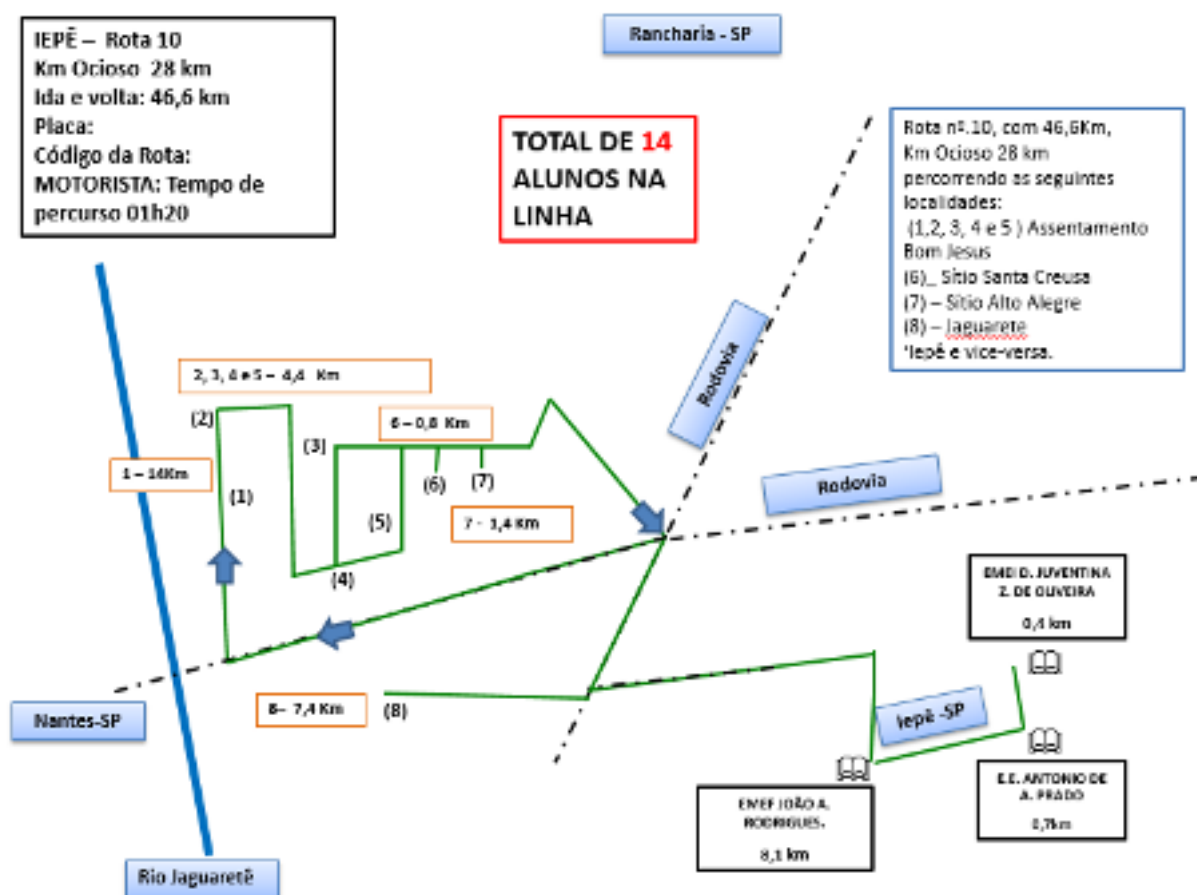 IEPÊ – Rota 10
Km Ocioso 28 km
Ida e volta: 46,6 km
Placa:
Código da Rota:
MOTORISTA: Tempo de
percurso 01h20
Rancharia - SP
TOTAL DE 14
ALUNOS NA
LINHA
Rota nº.10, com 46,6Km,
Km Ocioso 28 km
percorrendo as seguintes
localidades:
(1,2, 3, 4 e 5 ) Assentamento
Bom Jesus
(6)_ Sítio Santa Creusa
(7) – Sítio Alto Alegre
(8) – Jaguarete
'Iepê e vice-versa.
Rodovia
2, 3, 4 e 5 – 4,4 Km
(2)
(3)
6 – 0,8 Km
1 – 14Km
(1)
(6)
(7)
Rodovia
(5)
7 - 1,4 Km
(4)
EMEI D. JUVENTINA
Z. DE OLIVEIRA
0,4 km
Nantes-SP
8– 7,4 Km
(8)
Iepê -SP
EMEF JOÃO A.
RODRIGUES.
8,1 km
E.E. ANTONIO DE
A. PRADO
0,7km
Rio Jaguaretê